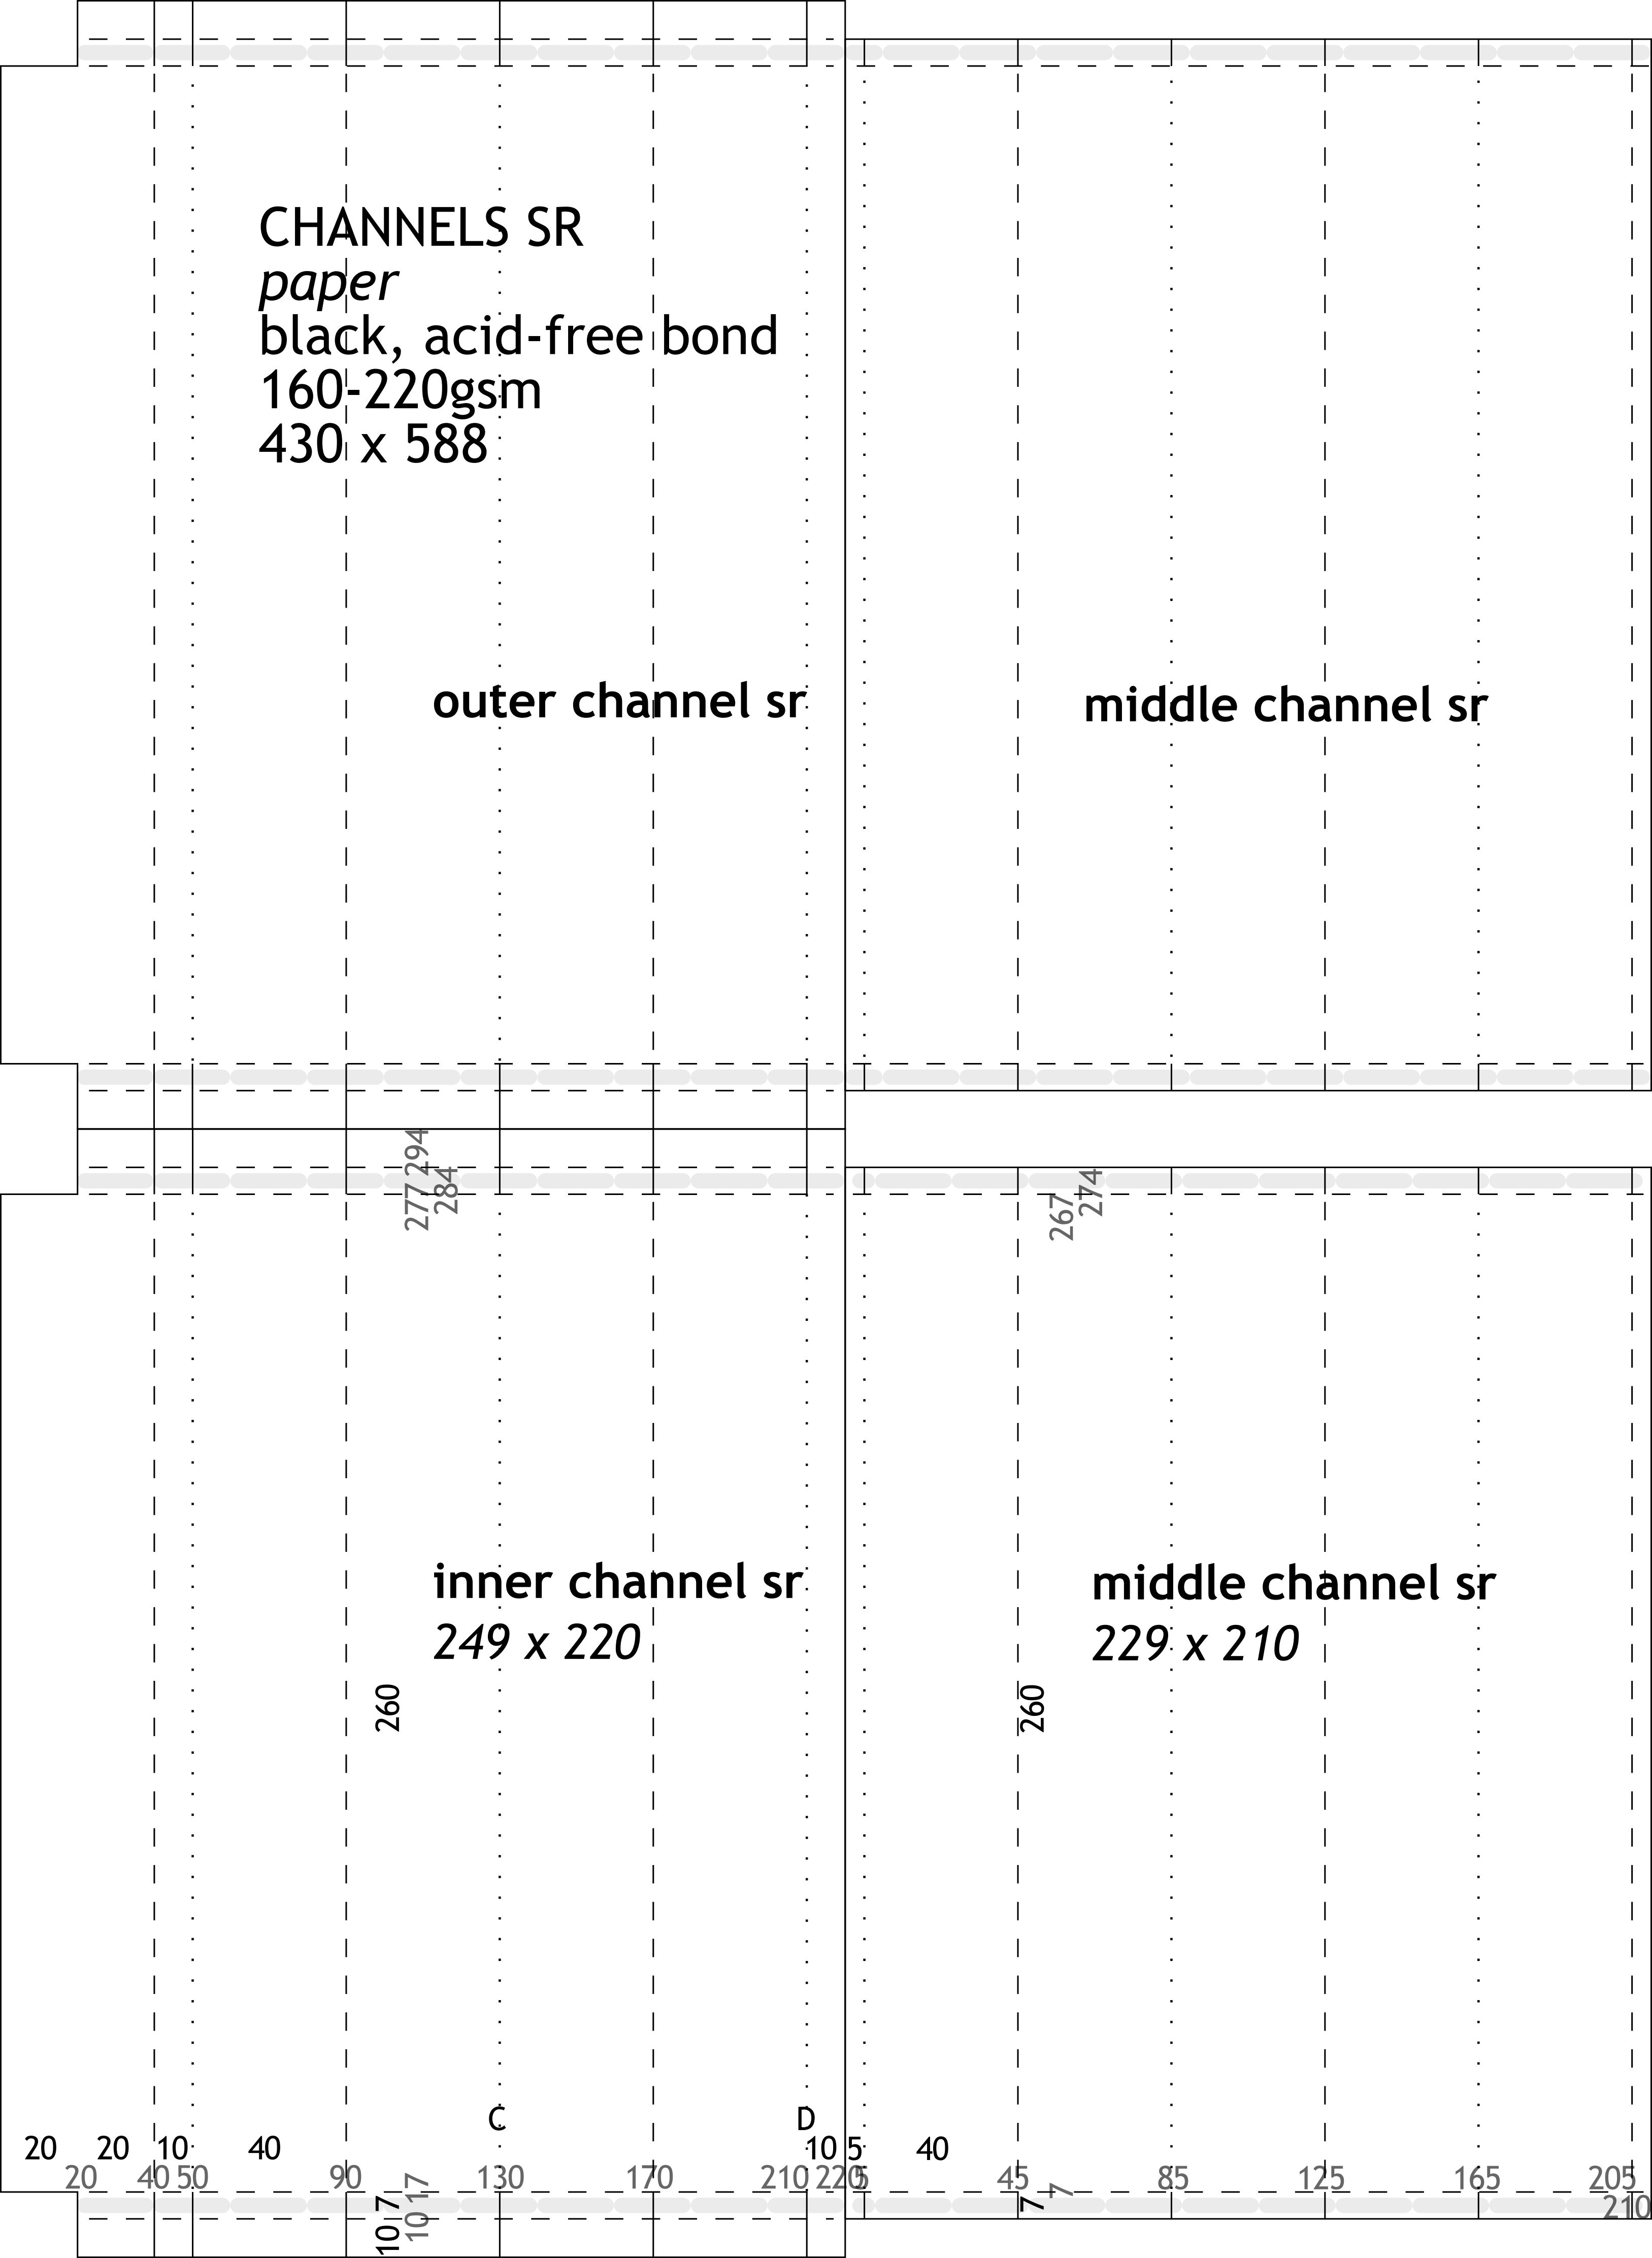 CHANNELS SR
paper
black, acid-free bond
160-220gsm
430 x 588
outer channel sr
middle channel sr
277 294
284
267
274
inner channel sr
249 x 220
middle channel sr
229 x 210
260
260
C
D
20 20 10 40 10 5 40
20 40 50 90 130 170 210 220 5 45 85 125 165 205
210
10 7
10 17
7
7